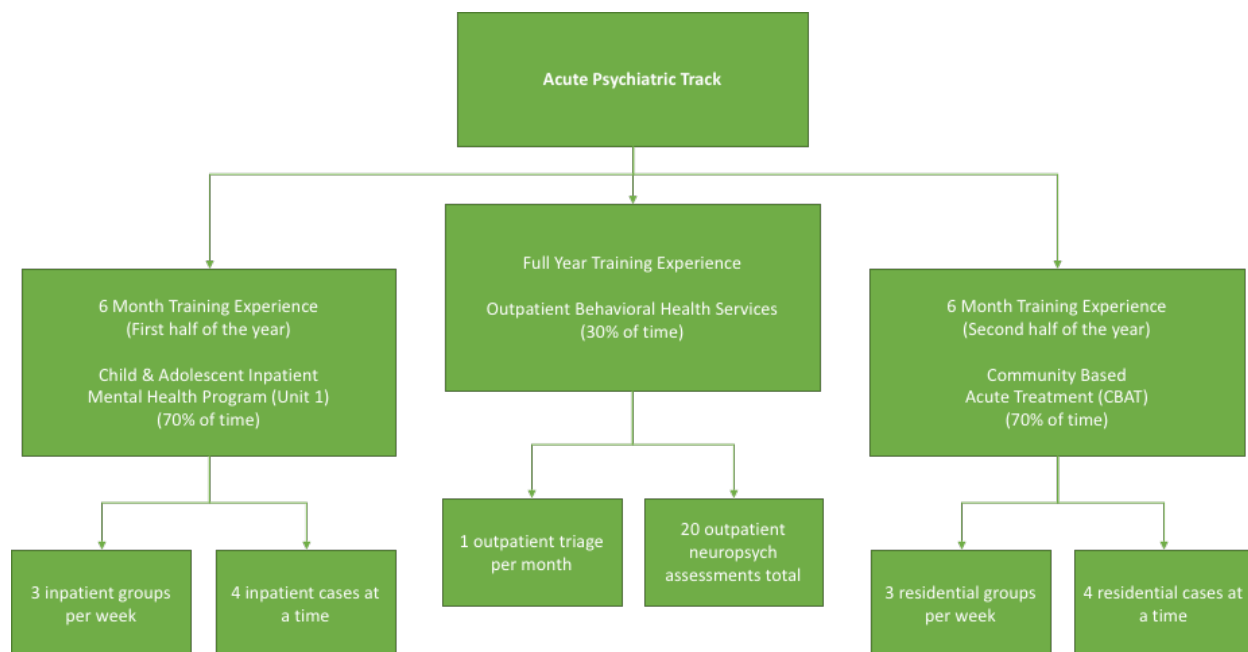 Acute Psychiatric Track
6 Month Training Experience
(First half of the year)
Child & Adolescent Inpatient
Mental Health Program (Unit 1)
(70% of time)
Full Year Training Experience
Outpatient Behavioral Health Services
(30% of time)
6 Month Training Experience
(Second half of the year)
Community Based
Acute Treatment (CBAT)
(70% of time)
3 inpatient groups
per week
4 inpatient cases at
a time
1 outpatient triage
per month
20 outpatient
neuropsych
assessments total
3 residential groups
per week
4 residential cases at
a time